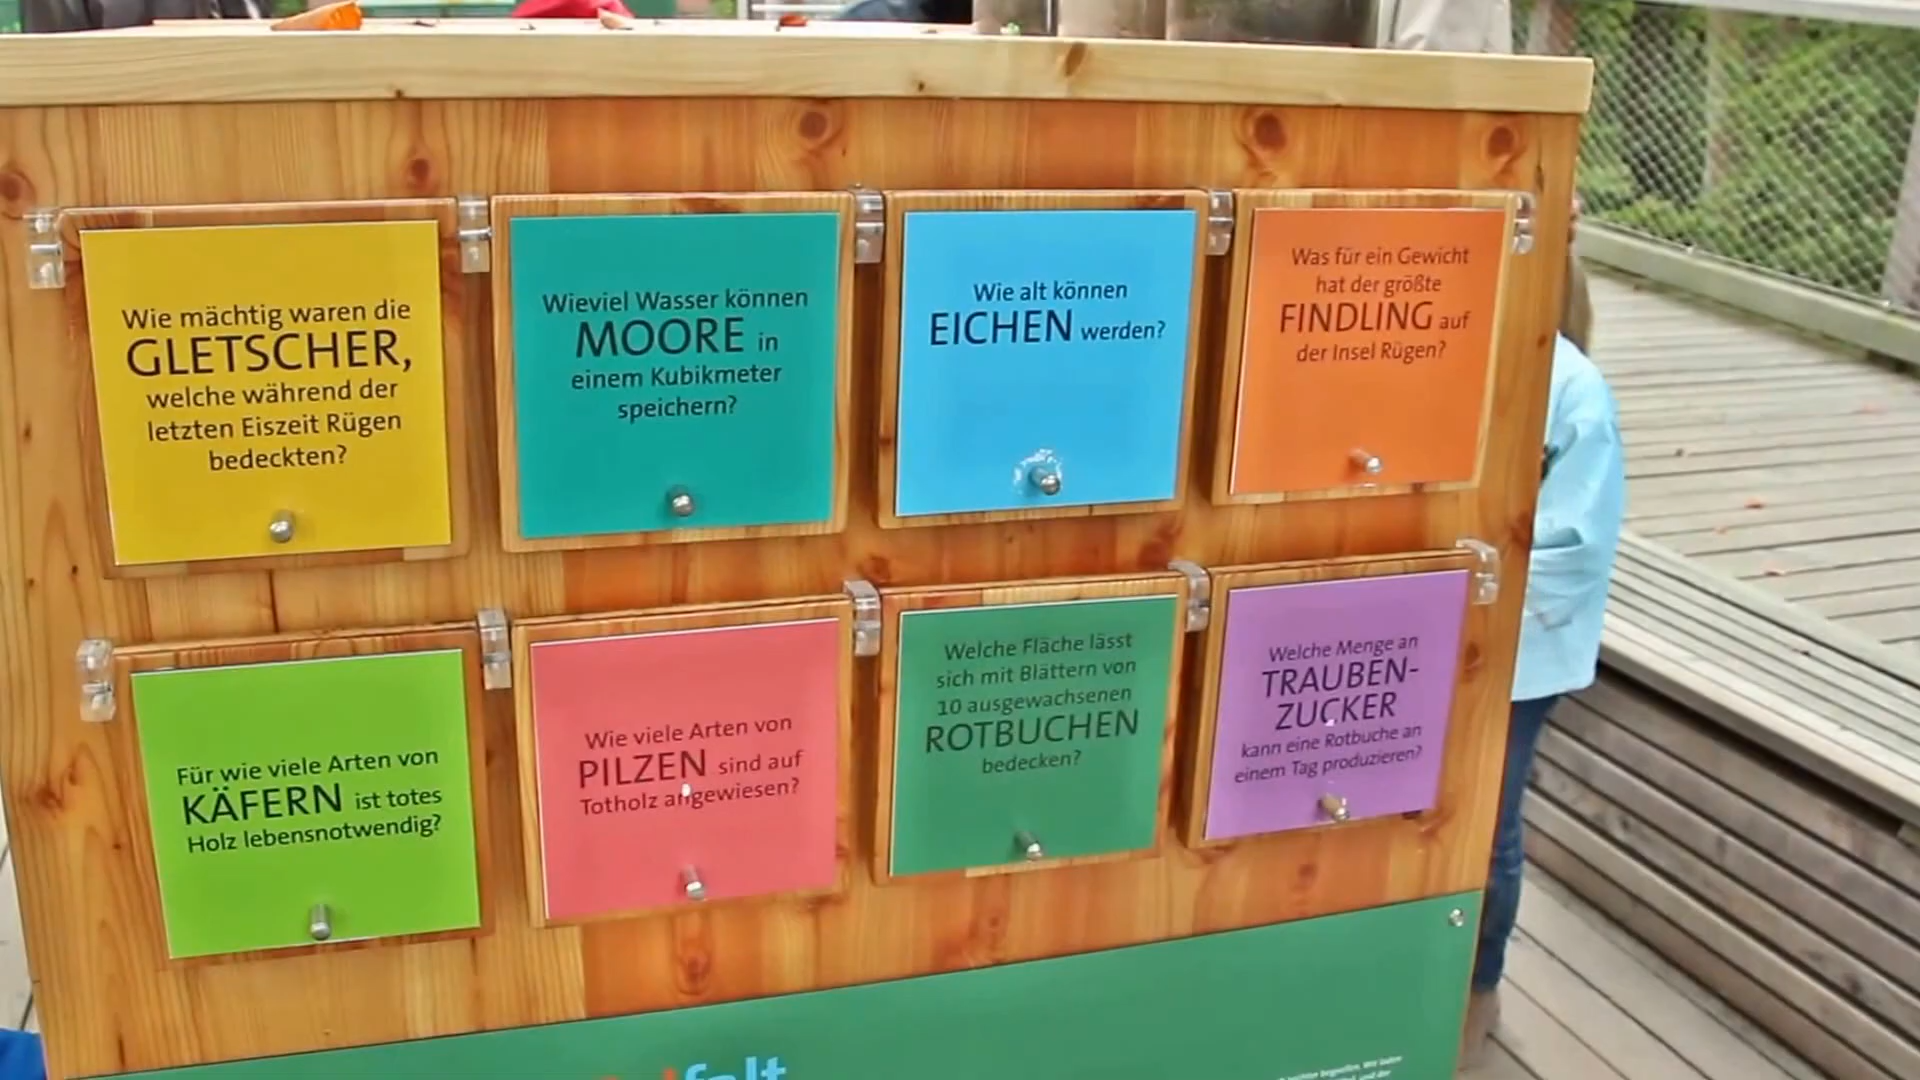 Wie mächtig waren die
GLETSCHER,
welche während der
letzten Eiszeit Rügen
bedeckten?
Wieviel Wasser können
MOORE in
einem Kubikmeter
speichern?
Wie alt können
EICHEN werden?
Was für ein Gewicht
hat der größte
FINDLING auf
der Insel Rügen?
Für wie viele Arten von
KÄFERN ist totes
Holz lebensnotwendig?
Wie viele Arten von
PILZEN sind auf
Totholz angewiesen?
Welche Fläche lässt
sich mit Blättern von
10 ausgewachsenen
ROTBUCHEN
bedecken?
Welche Menge an
TRAUBEN-
ZUCKER
kann eine Rotbuche an
einem Tag produzieren?